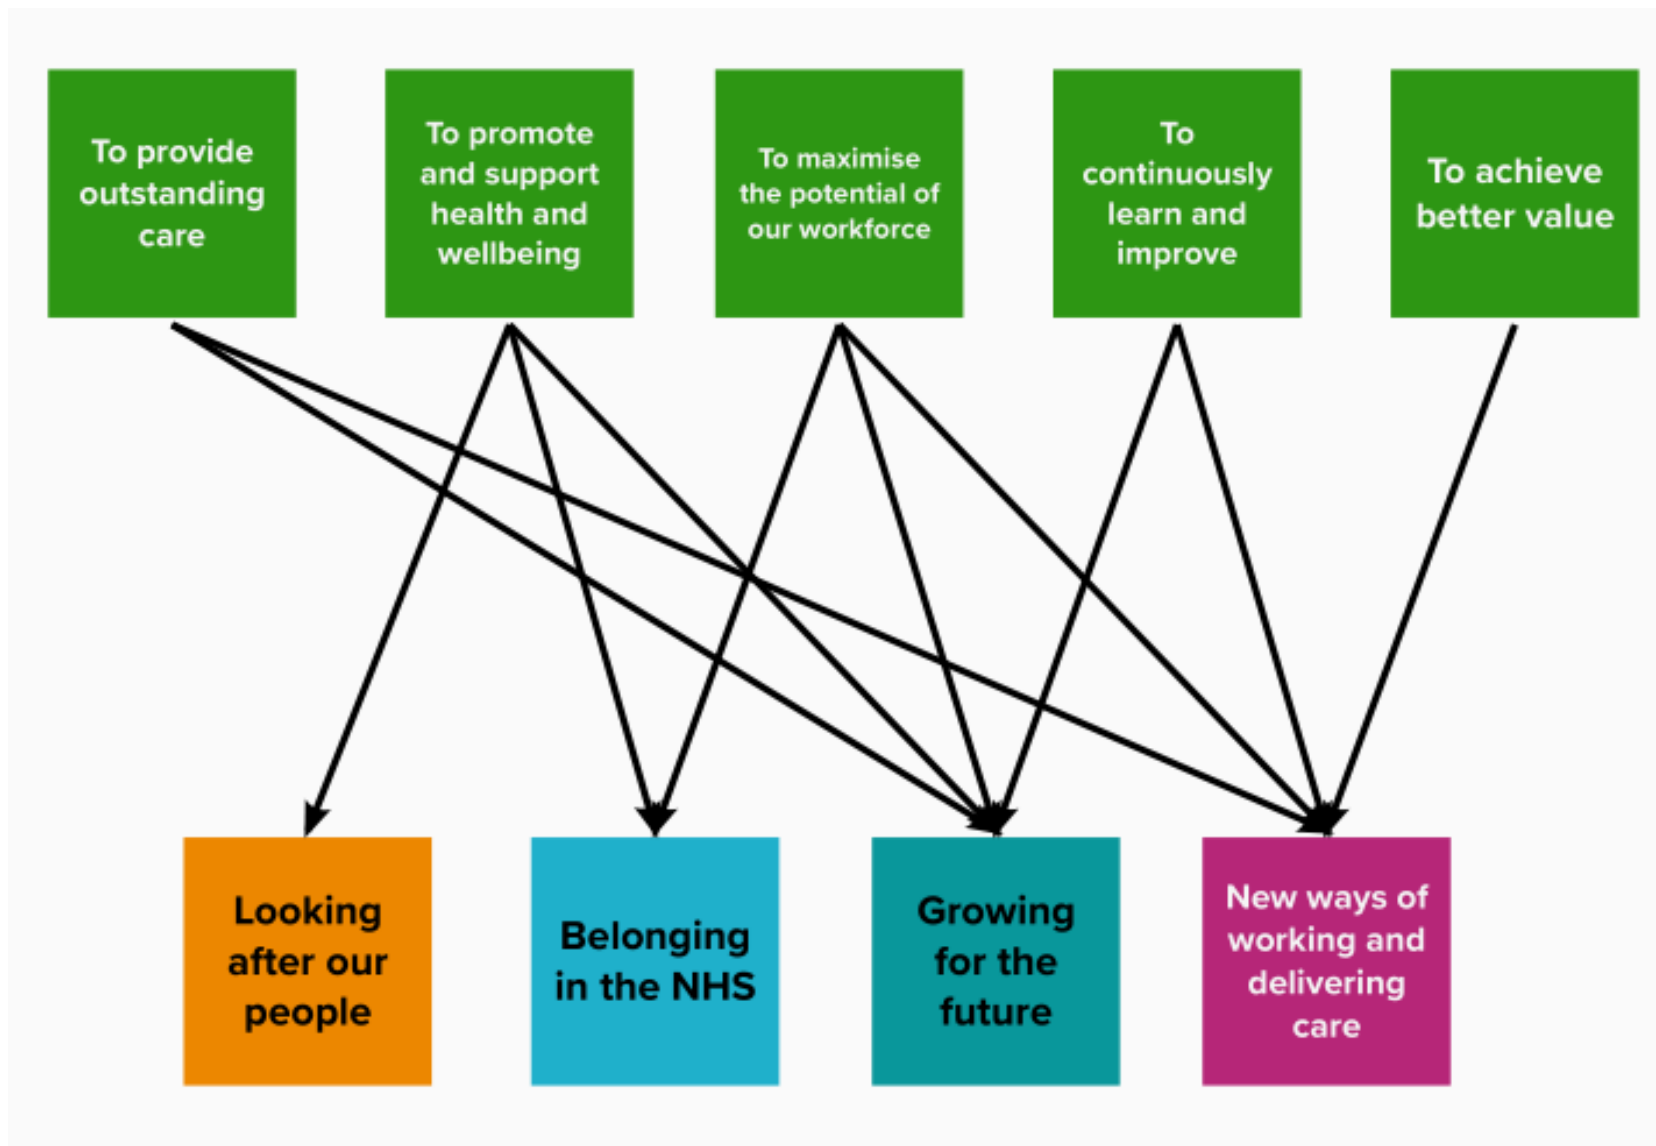 To provide
outstanding
care
To promote
and support
health and
wellbeing
To maximise
the potential of
our workforce
To
continuously
learn and
improve
To achieve
better value
Looking
after our
people
Belonging
in the NHS
Growing
for the
future
New ways of
working and
delivering
care